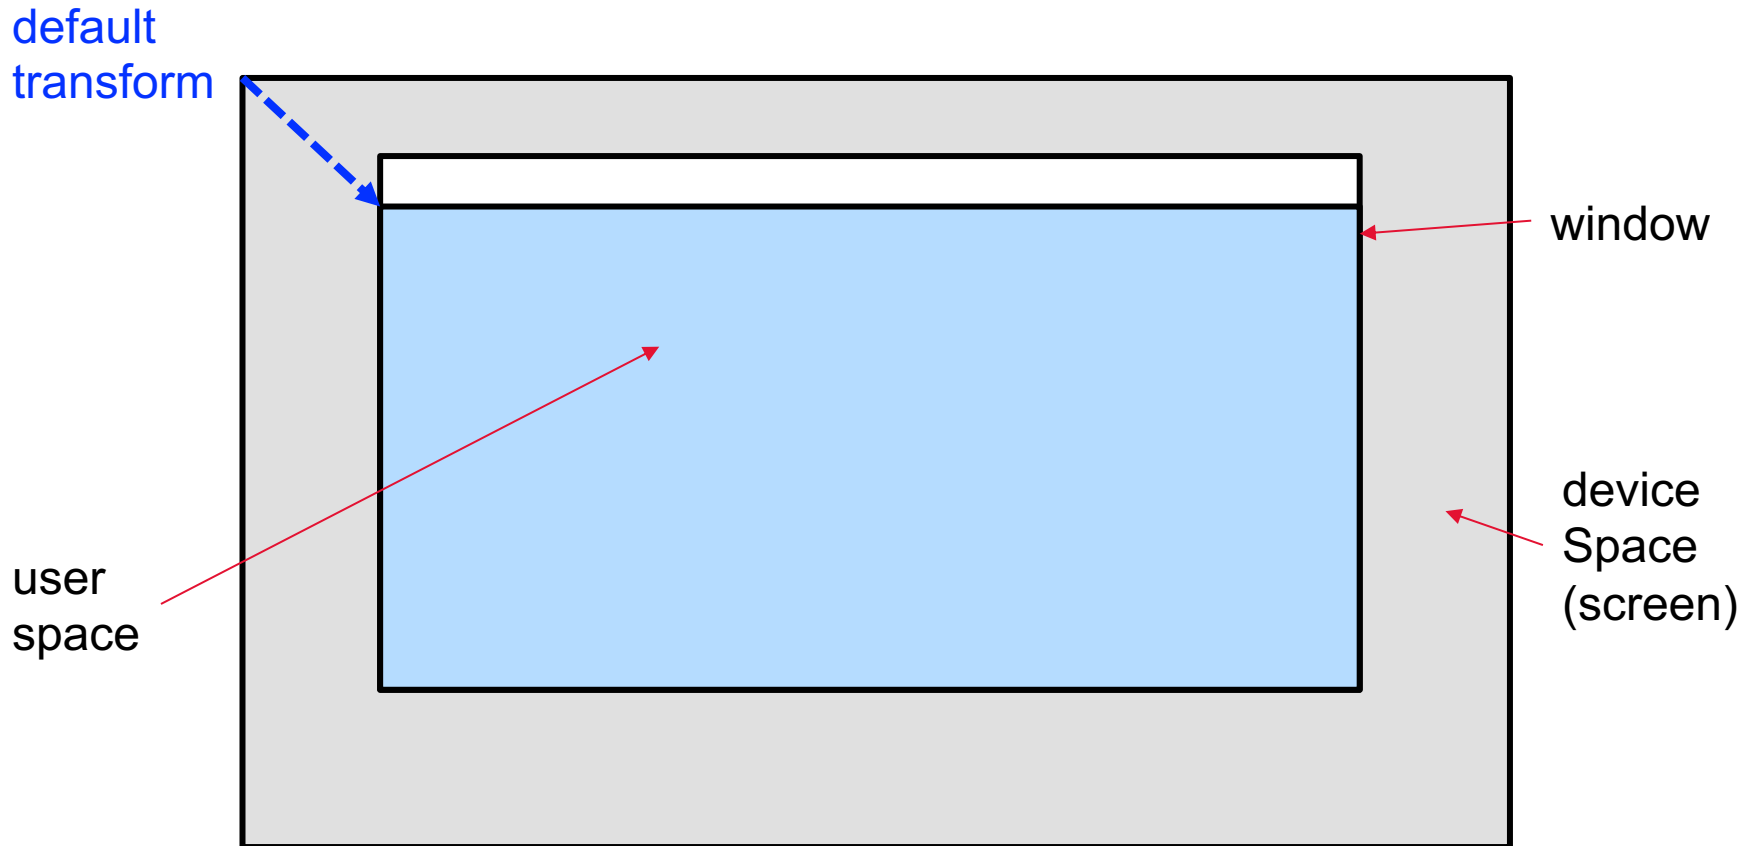 default
transform
window
device
Space
(screen)
user
space